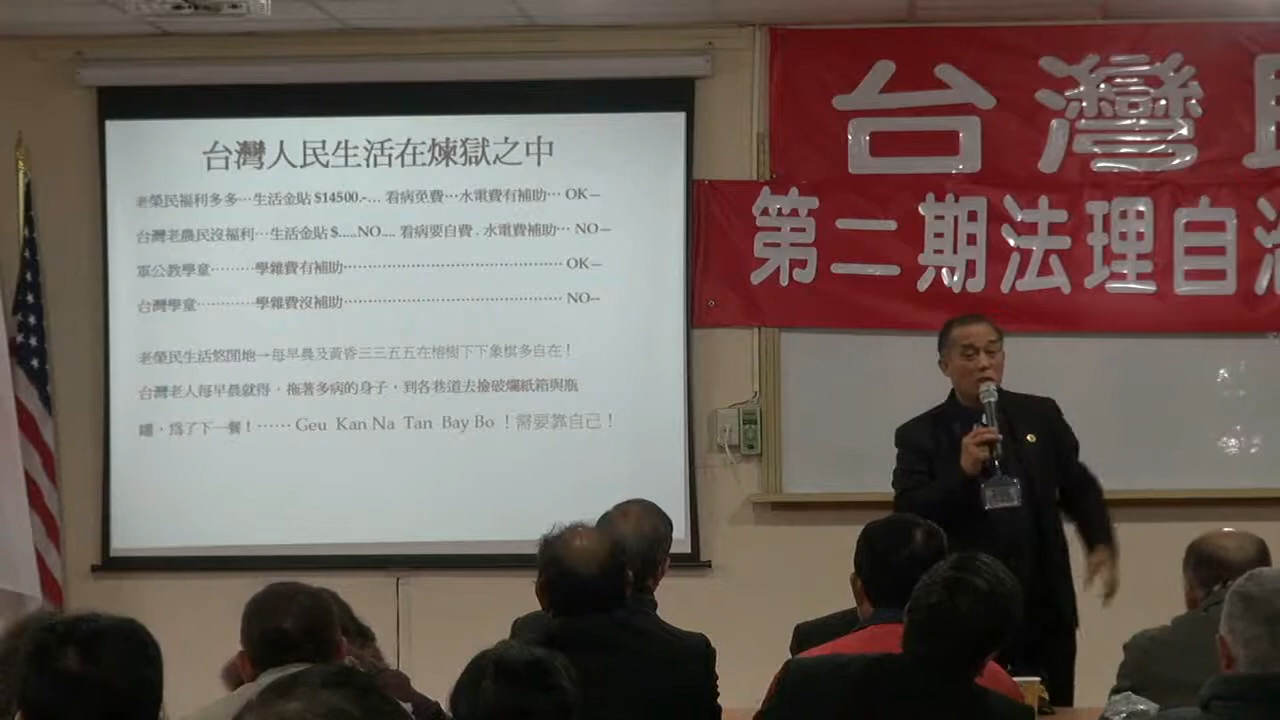 台灣人民生活在煉獄之中
老榮民福利多多…生活金貼 $14500.-… 看病免費…水電費有補助… OK—
台灣老農民沒福利…生活金貼 $.....NO.... 看病要自費 . 水電費補助… NO—
軍公教學童………學雜費有補助…………………………………………… OK—
台灣學童…………學雜費沒補助…………………………………………… NO--
老榮民生活悠閒地→每早晨及黃昏三三五五在榕樹下下象棋多自在！
台灣老人每早晨就得，拖著多病的身子，到各巷道去撿破爛紙箱與瓶
罐，為了下一餐！…… Geu Kan Na Tan Bay Bo ！需要靠自己！
台灣
第二期法理自治